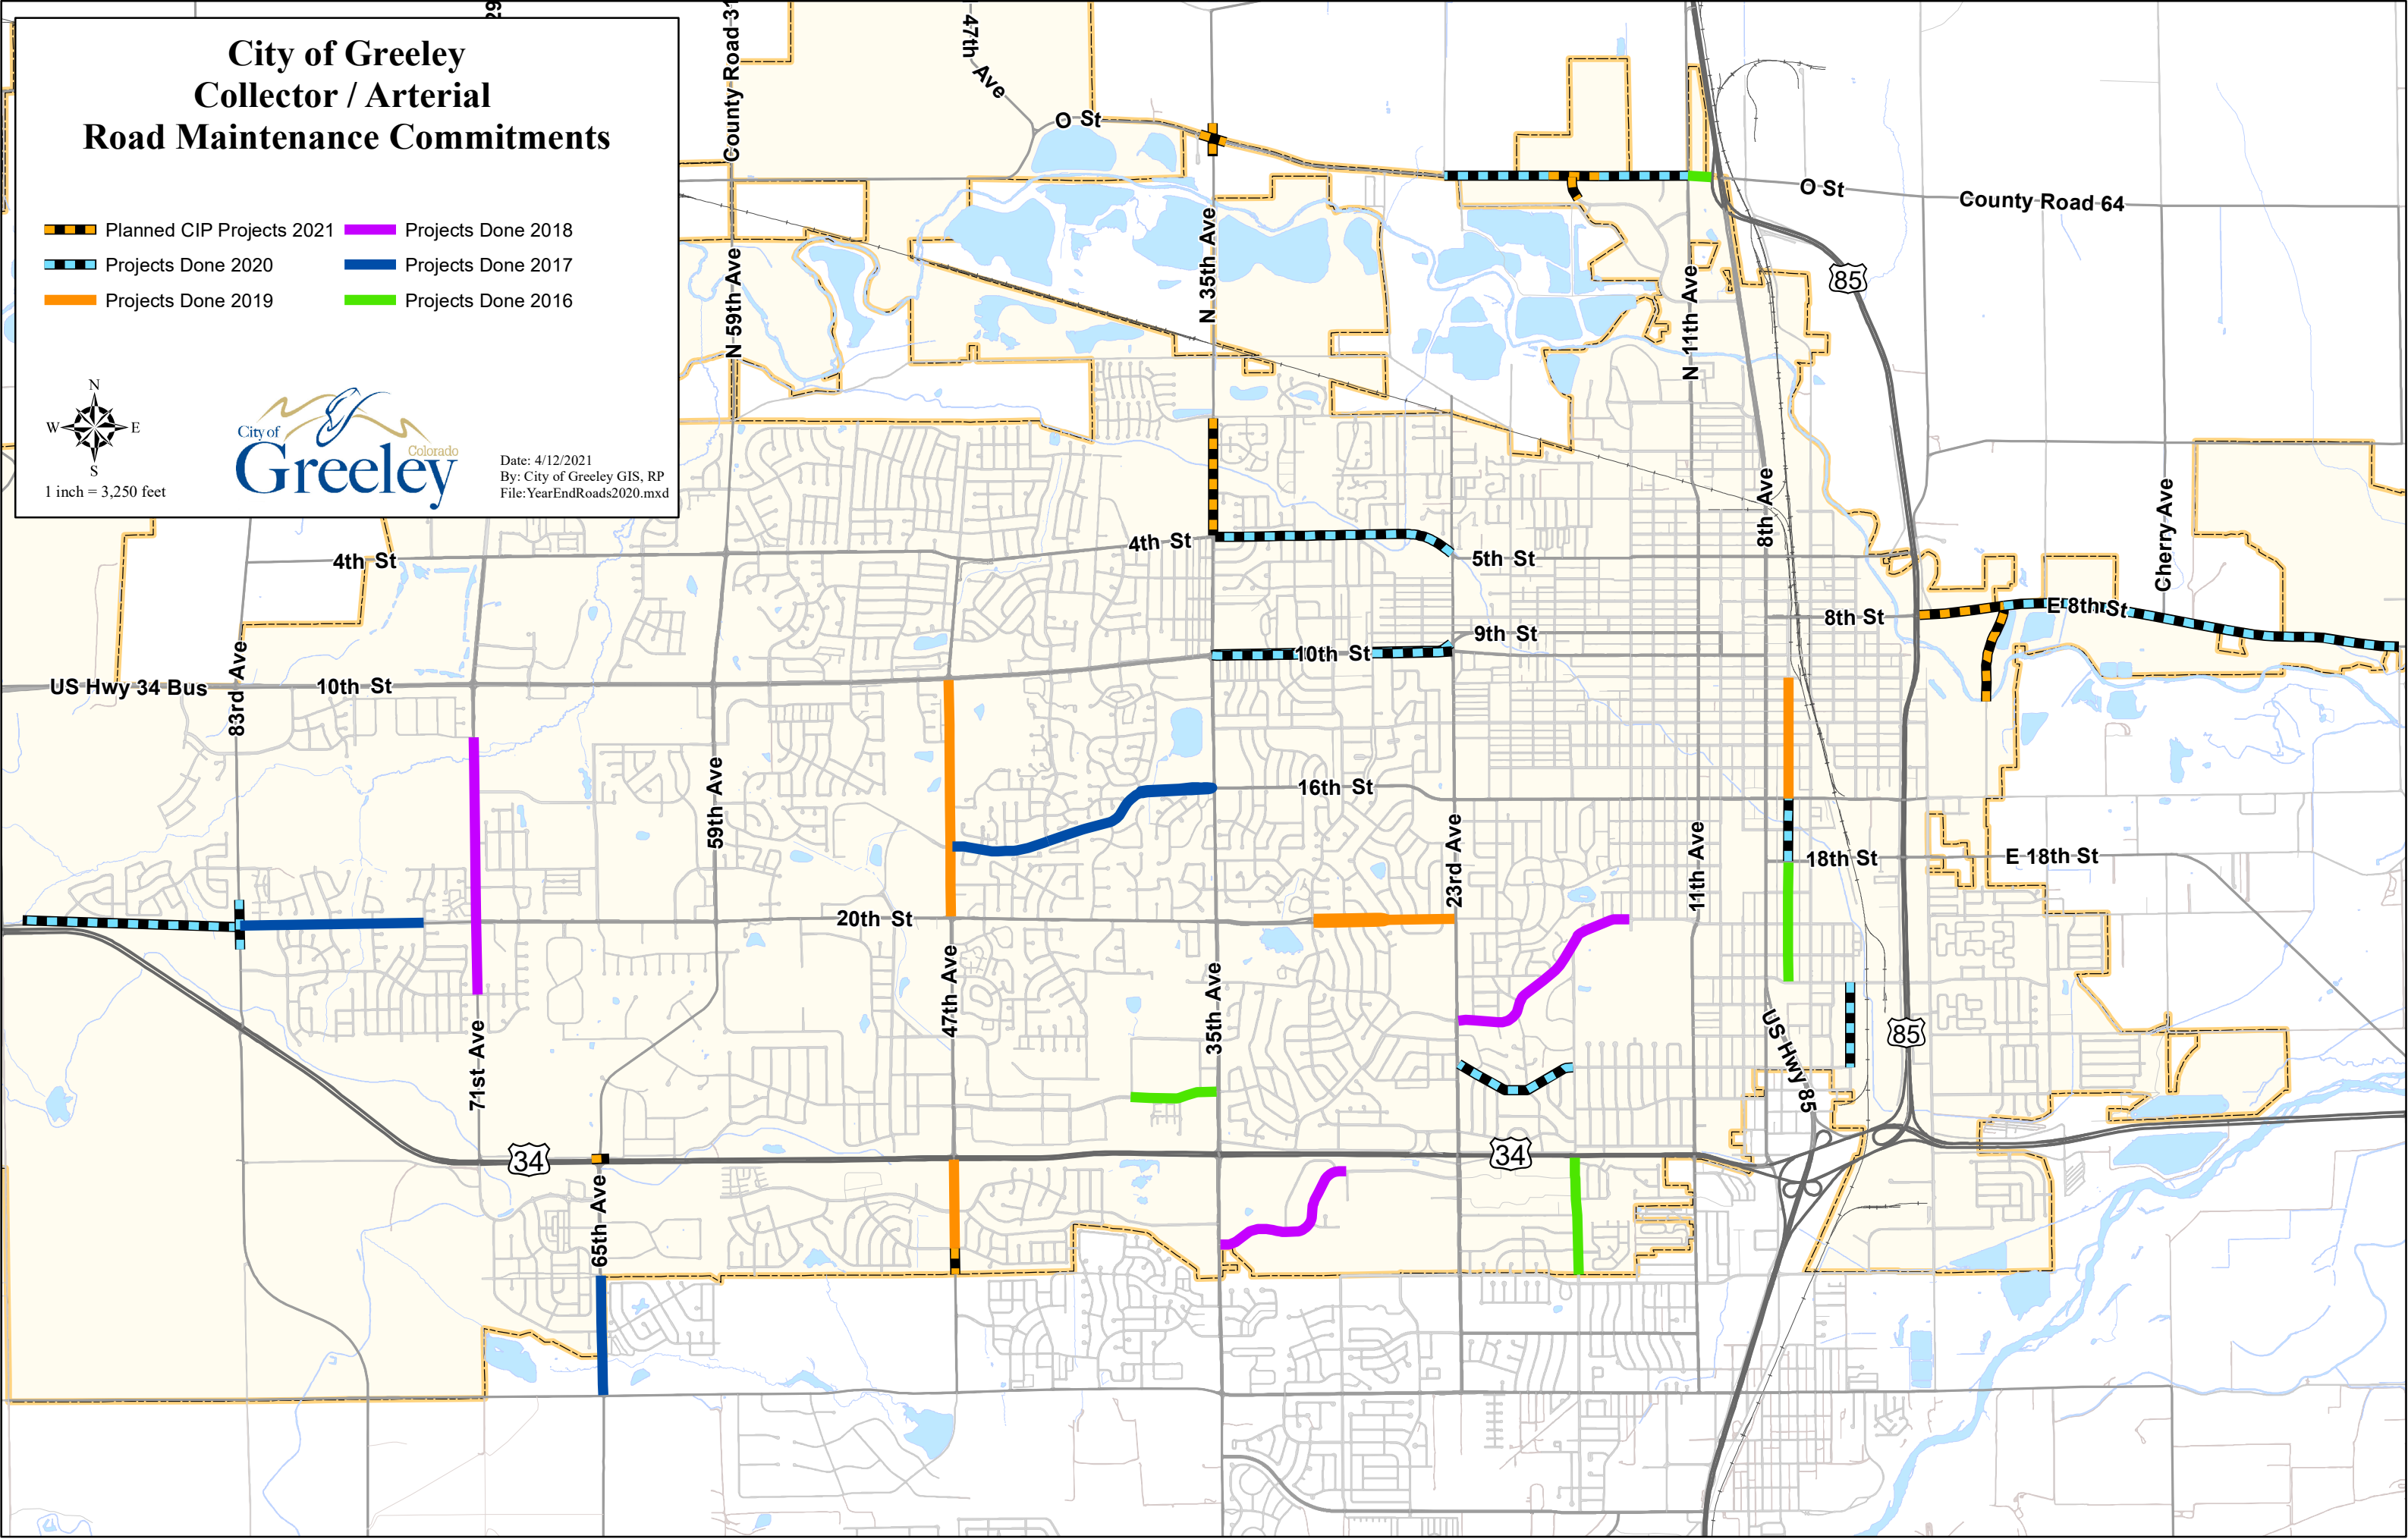 City of Greeley
Collector / Arterial
Road Maintenance Commitments
Planned CIP Projects 2021
Projects Done 2018
Projects Done 2020
Projects Done 2017
Projects Done 2019
Projects Done 2016
N
W E
S
1 inch = 3,250 feet
City of
Greeley
Colorado
Date: 4/12/2021
By: City of Greeley GIS, RP
File:YearEndRoads2020.mxd
29
County Road 31
47th Ave
O St
O St
County Road 64
N 59th Ave
N 35th Ave
N 11th Ave
85
8th Ave
Cherry Ave
4th St
4th St
5th St
E 8th St
8th St
9th St
10th St
US Hwy 34 Bus
10th St
83rd Ave
59th Ave
16th St
23rd Ave
11th Ave
18th St
E 18th St
20th St
47th Ave
35th Ave
71st Ave
US Hwy 85
85
34
34
65th Ave